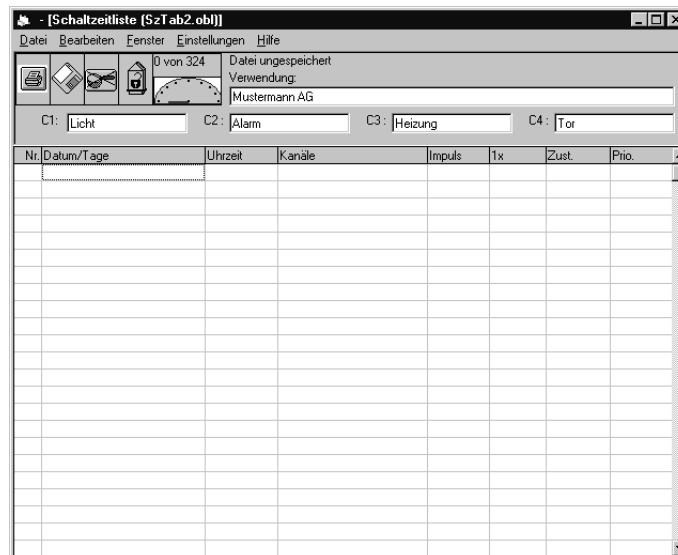 - [Schaltzeitliste (SzTab2.obl)]
Datei Bearbeiten Fenster Einstellungen Hilfe
0 von 324
Datei ungespeichert
Verwendung:
Mustermann AG
C1: Licht C2 : Alarm C3 : Heizung C4 : Tor
Nr. Datum/Tage Uhrzeit Kanäle Impuls 1x Zust. Prio.